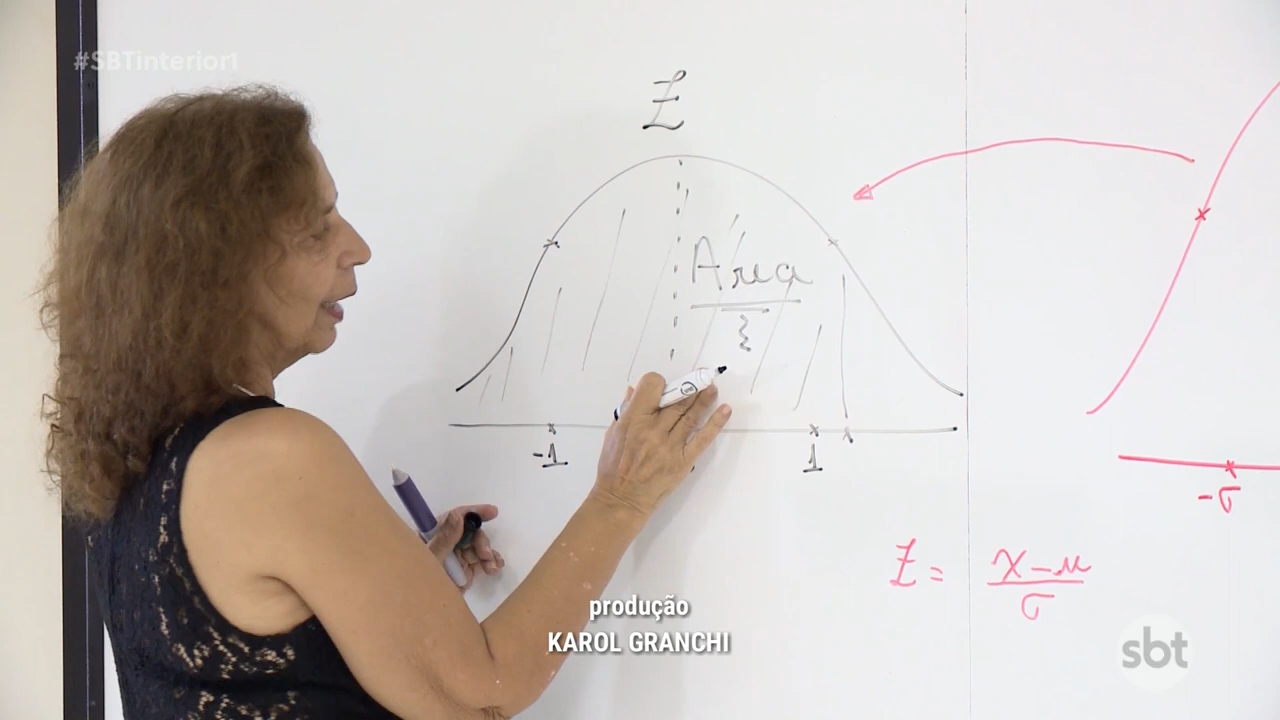 #SBTinterior1
Z
Área
-1
1
-σ
Z = x-μ
σ
produção
KAROL GRANCHI
sbt